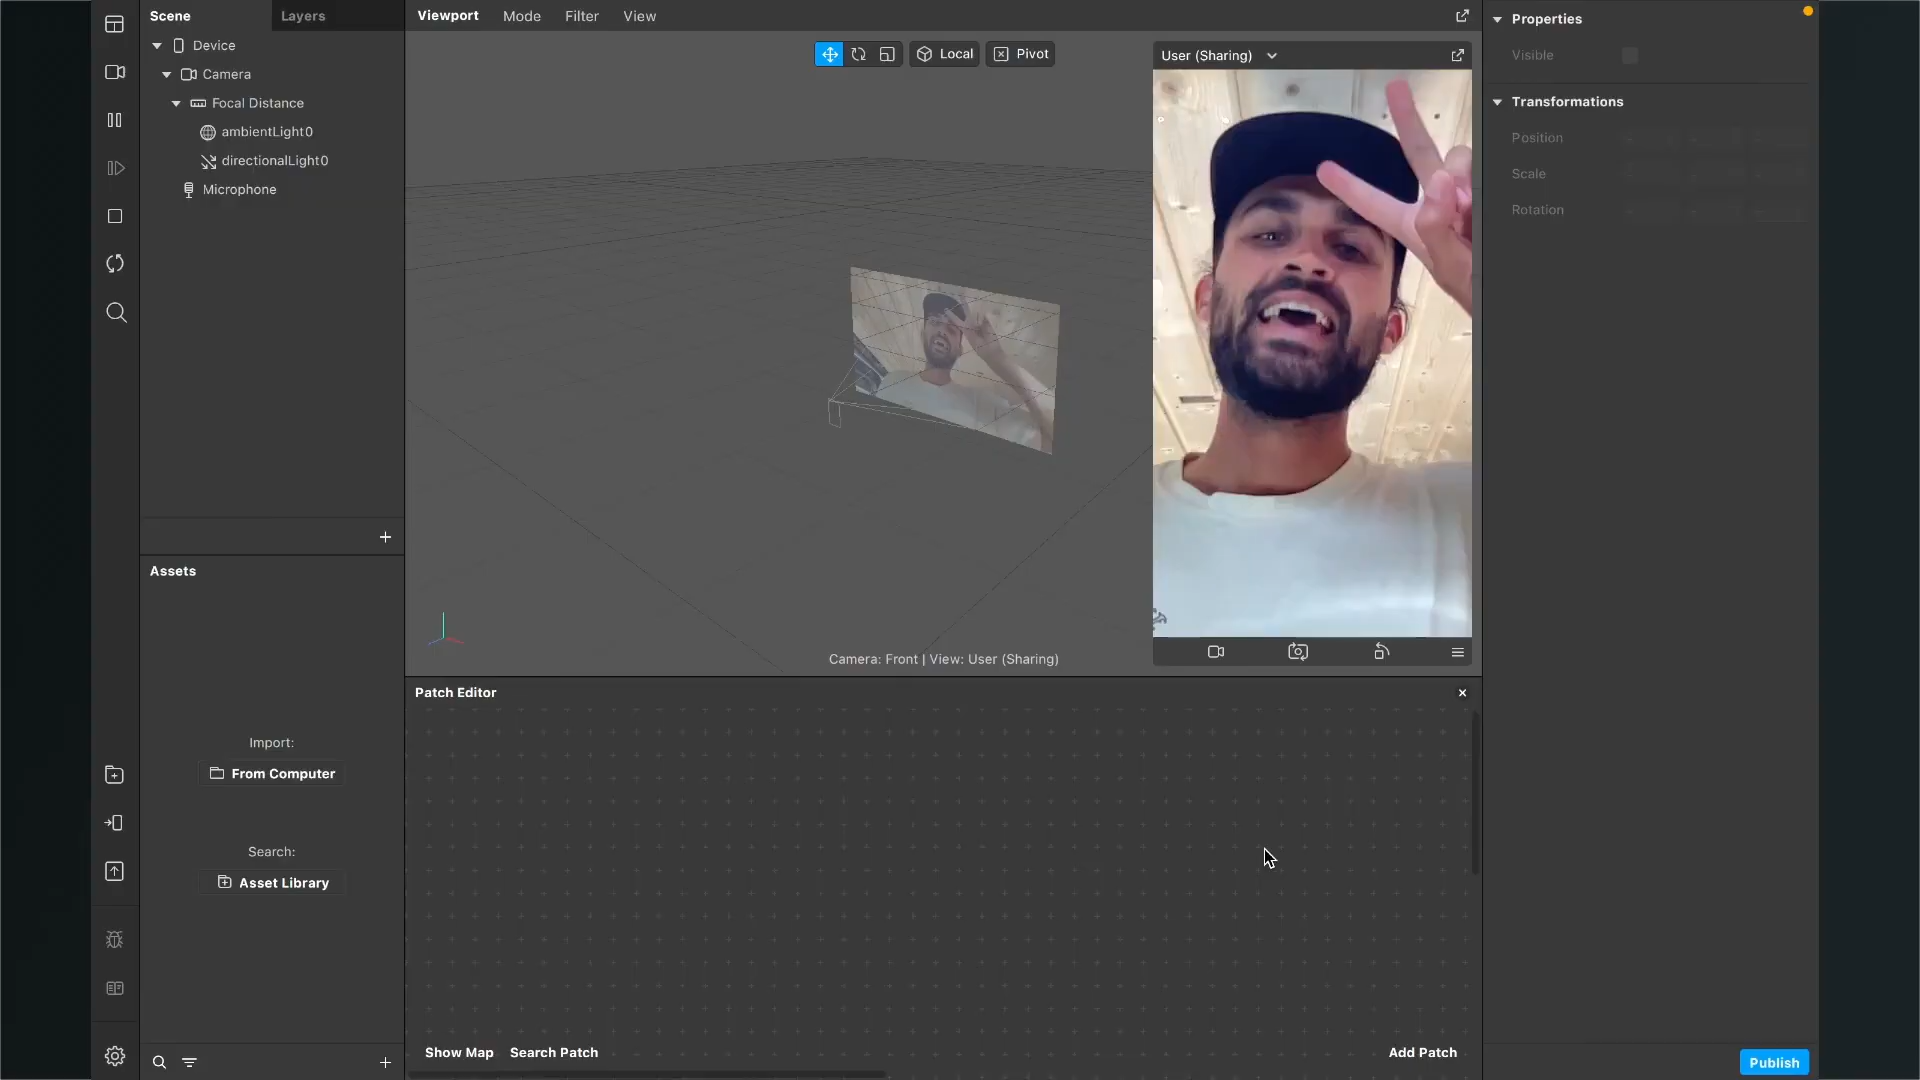 Scene
Layers
Device
Camera
Focal Distance
ambientLight0
directionalLight0
Microphone
Assets
Import:
From Computer
Search:
Asset Library
Viewport
Mode
Filter
View
Local
Pivot
User (Sharing)
Camera: Front | View: User (Sharing)
Patch Editor
Show Map
Search Patch
Add Patch
Properties
Visible
Transformations
Position
Scale
Rotation
Publish